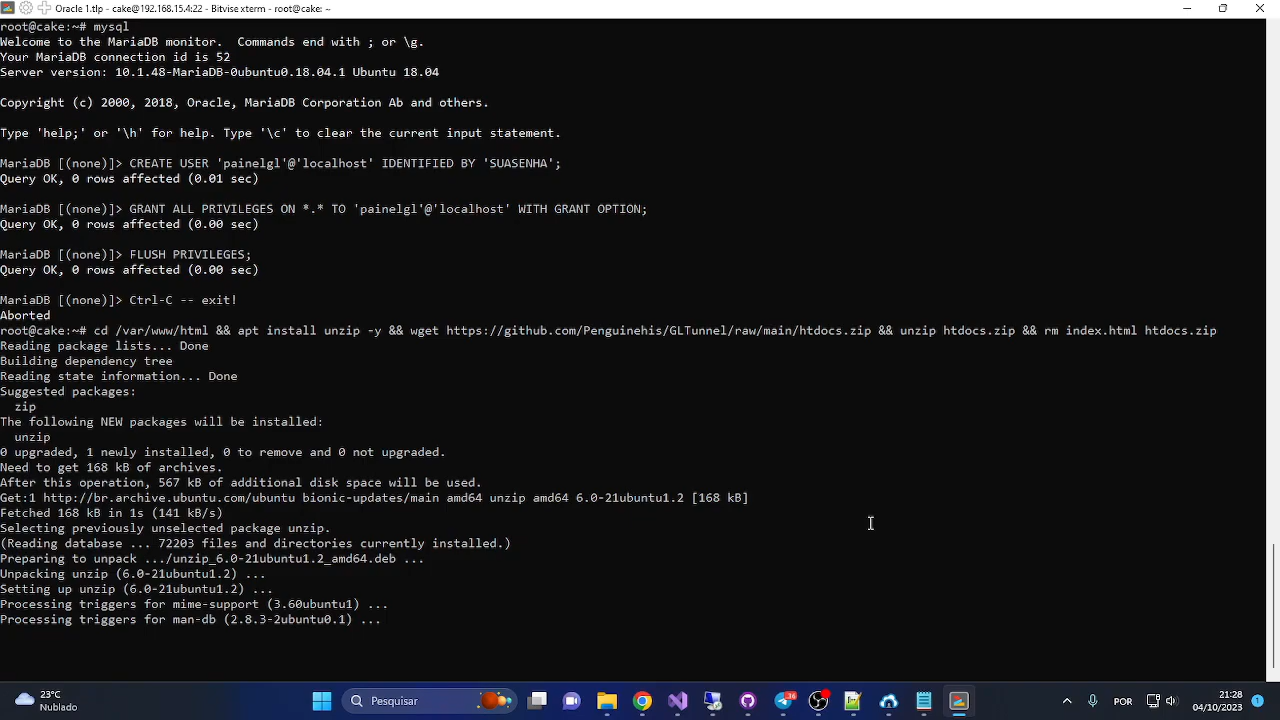 Oracle 1.tlp - cake@192.168.15.4:22 - Bitvise xterm - root@cake: ~
root@cake:~# mysql
Welcome to the MariaDB monitor.  Commands end with ; or \g.
Your MariaDB connection id is 52
Server version: 10.1.48-MariaDB-0ubuntu0.18.04.1 Ubuntu 18.04
Copyright (c) 2000, 2018, Oracle, MariaDB Corporation Ab and others.
Type 'help;' or '\h' for help. Type '\c' to clear the current input statement.
MariaDB [(none)]> CREATE USER 'painelgl'@'localhost' IDENTIFIED BY 'SUASENHA';
Query OK, 0 rows affected (0.01 sec)
MariaDB [(none)]> GRANT ALL PRIVILEGES ON *.* TO 'painelgl'@'localhost' WITH GRANT OPTION;
Query OK, 0 rows affected (0.00 sec)
MariaDB [(none)]> FLUSH PRIVILEGES;
Query OK, 0 rows affected (0.00 sec)
MariaDB [(none)]> Ctrl-C -- exit!
Aborted
root@cake:~# cd /var/www/html && apt install unzip -y && wget https://github.com/Penguinehis/GLTunnel/raw/main/htdocs.zip && unzip htdocs.zip && rm index.html htdocs.zip
Reading package lists... Done
Building dependency tree
Reading state information... Done
Suggested packages:
  zip
The following NEW packages will be installed:
  unzip
0 upgraded, 1 newly installed, 0 to remove and 0 not upgraded.
Need to get 168 kB of archives.
After this operation, 567 kB of additional disk space will be used.
Get:1 http://br.archive.ubuntu.com/ubuntu bionic-updates/main amd64 unzip amd64 6.0-21ubuntu1.2 [168 kB]
Fetched 168 kB in 1s (141 kB/s)
Selecting previously unselected package unzip.
(Reading database ... 72203 files and directories currently installed.)
Preparing to unpack .../unzip_6.0-21ubuntu1.2_amd64.deb ...
Unpacking unzip (6.0-21ubuntu1.2) ...
Setting up unzip (6.0-21ubuntu1.2) ...
Processing triggers for mime-support (3.60ubuntu1) ...
Processing triggers for man-db (2.8.3-2ubuntu0.1) ...
23°C
Nublado
Pesquisar
36
POR
21:28
04/10/2023
1